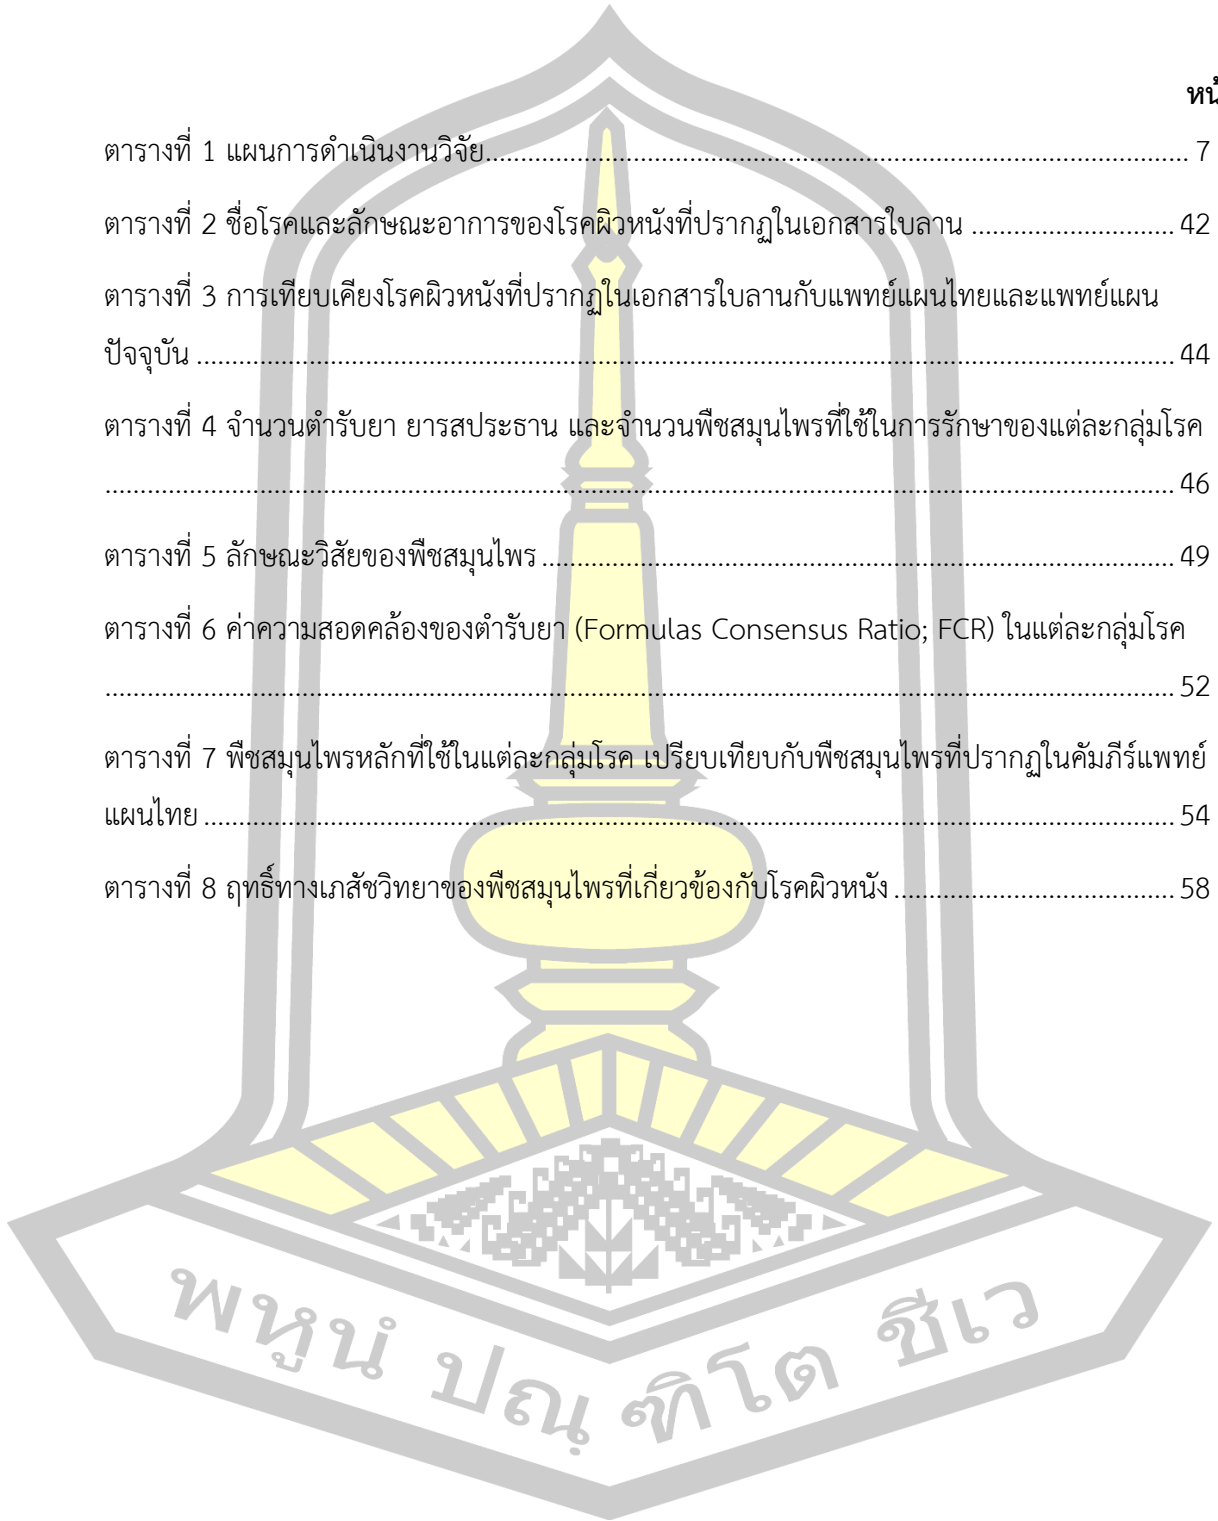 ตารางที่ 1 แผนการดำเนินงานวิจัย.................................................................................................... 7
ตารางที่ 2 ชื่อโรคและลักษณะอาการของโรคผิวหนังที่ปรากฏในเอกสารใบลาน ............................. 42
ตารางที่ 3 การเทียบเคียงโรคผิวหนังที่ปรากฏในเอกสารใบลานกับแพทย์แผนไทยและแพทย์แผน
ปัจจุบัน ............................................................................................................................................ 44
ตารางที่ 4 จำนวนตำรับยา ยารสประธาน และจำนวนพืชสมุนไพรที่ใช้ในการรักษาของแต่ละกลุ่มโรค
......................................................................................................................................................... 46
ตารางที่ 5 ลักษณะวิสัยของพืชสมุนไพร ........................................................................................... 49
ตารางที่ 6 ค่าความสอดคล้องของตำรับยา (Formulas Consensus Ratio; FCR) ในแต่ละกลุ่มโรค
......................................................................................................................................................... 52
ตารางที่ 7 พืชสมุนไพรหลักที่ใช้ในแต่ละกลุ่มโรค เปรียบเทียบกับพืชสมุนไพรที่ปรากฏในคัมภีร์แพทย์
แผนไทย ........................................................................................................................................... 54
ตารางที่ 8 ฤทธิ์ทางเภสัชวิทยาของพืชสมุนไพรที่เกี่ยวข้องกับโรคผิวหนัง ........................................ 58
พหูนํ ปณฺฑิโต ชีเว